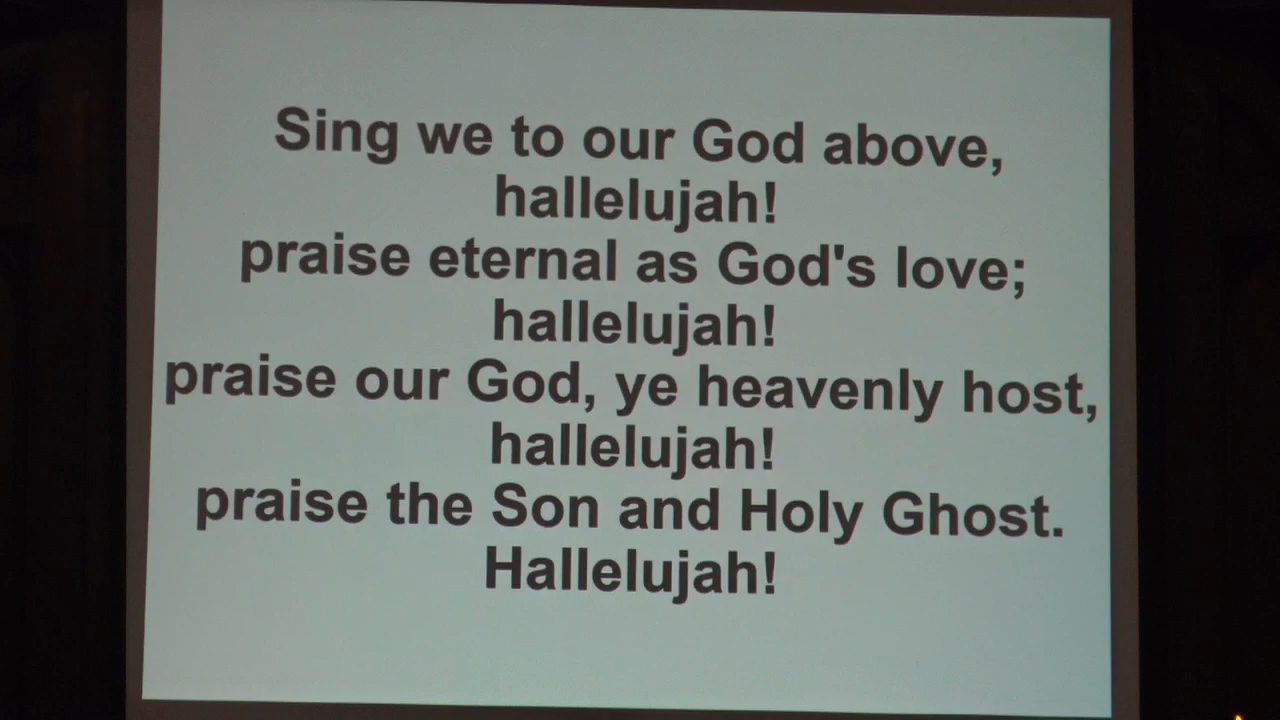 Sing we to our God above,
hallelujah!
praise eternal as God's love;
hallelujah!
praise our God, ye heavenly host,
hallelujah!
praise the Son and Holy Ghost.
Hallelujah!